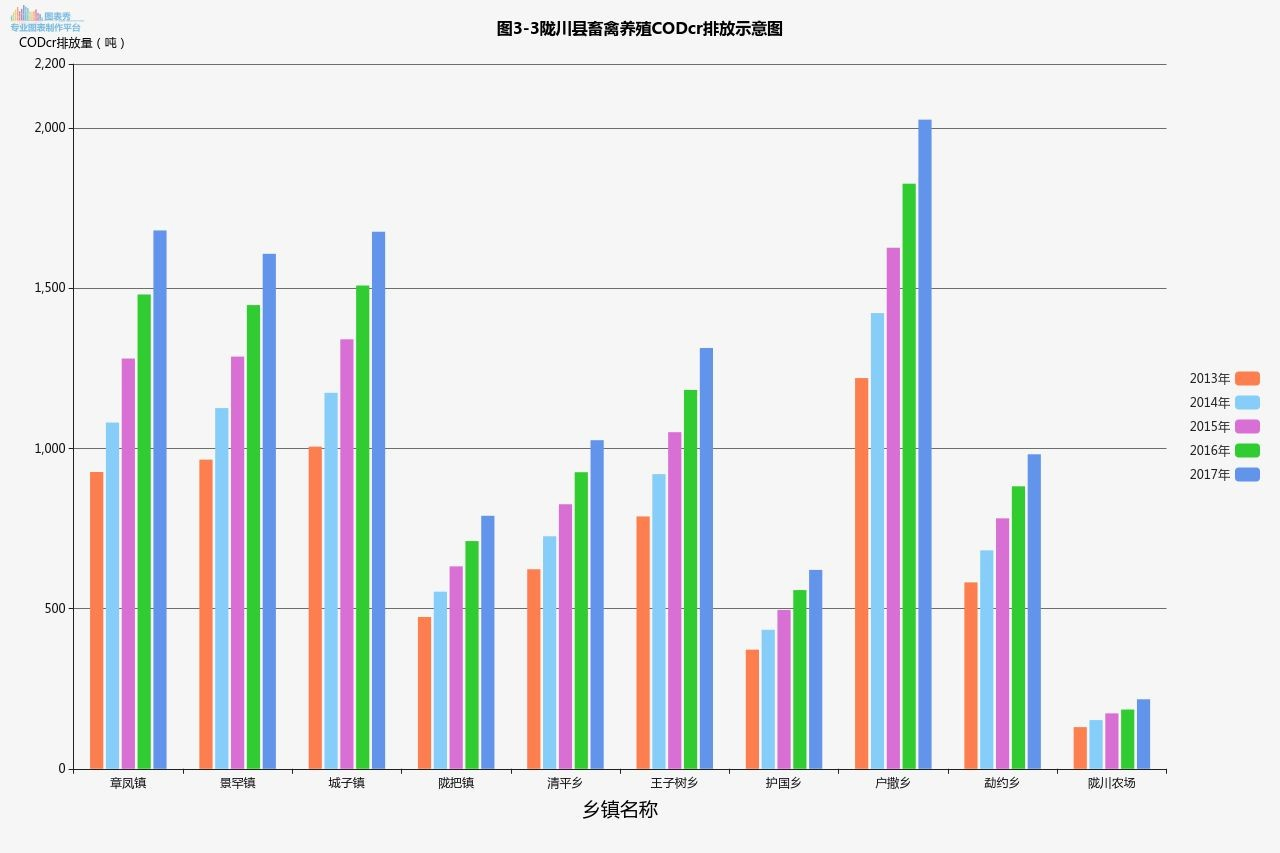 图表秀
专业图表制作平台
图3-3陇川县畜禽养殖CODcr排放示意图
CODcr排放量（吨）
2,200
2,000
1,500
1,000
500
0
2013年
2014年
2015年
2016年
2017年
章凤镇 景罕镇 城子镇 陇把镇 清平乡 王子树乡 护国乡 户撒乡 勐约乡 陇川农场
乡镇名称